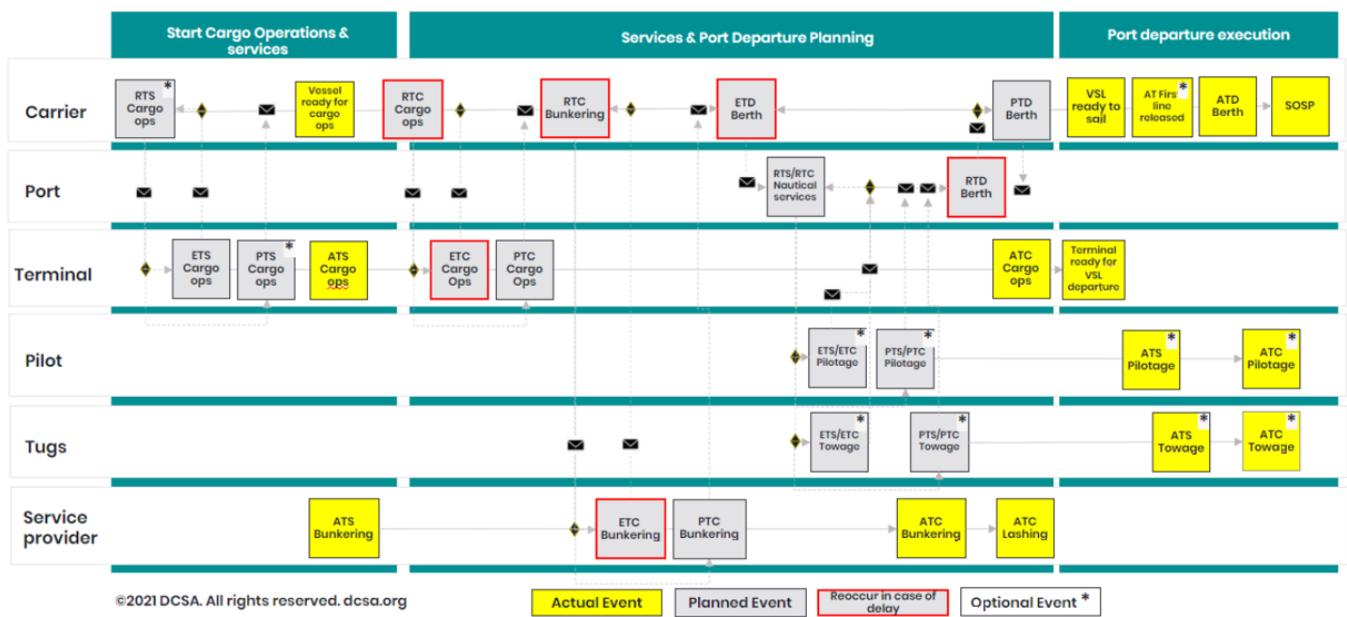 Start Cargo Operations &
services
Services & Port Departure Planning
Port departure execution
Carrier
RTS
Cargo
ops
*
Vessel
ready for
cargo
ops
RTC
Cargo
ops
RTC
Bunkering
ETD
Berth
PTD
Berth
VSL
ready to
sail
AT First
line
released
*
ATD
Berth
SOSP
Port
RTS/RTC
Nautical
services
RTD
Berth
Terminal
ETS
Cargo
ops
PTS
Cargo
ops
*
ATS
Cargo
ops
ETC
Cargo
Ops
PTC
Cargo
Ops
ATC
Cargo
ops
Terminal
ready for
VSL
departure
Pilot
ETS/ETC
Pilotage
*
PTS/PTC
Pilotage
*
ATS
Pilotage
*
ATC
Pilotage
*
Tugs
ETS/ETC
Towage
*
PTS/PTC
Towage
*
ATS
Towage
*
ATC
Towage
*
Service
provider
ATS
Bunkering
ETC
Bunkering
PTC
Bunkering
ATC
Bunkering
ATC
Lashing
©2021 DCSA. All rights reserved. dcsa.org
Actual Event
Planned Event
Reoccur in case of
delay
Optional Event *